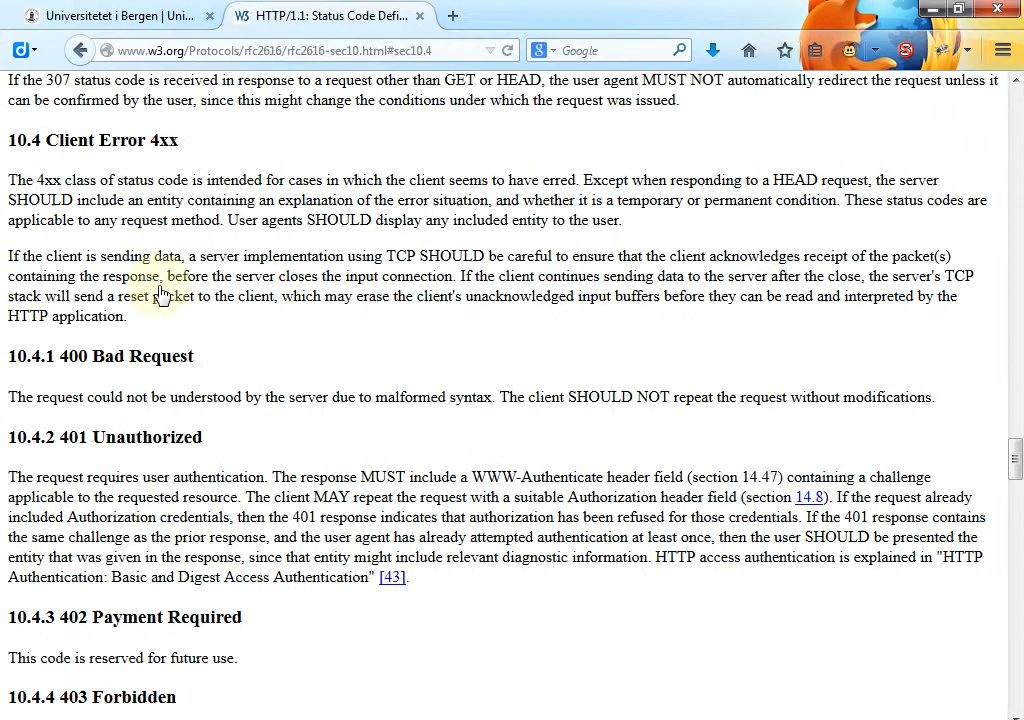 Universitetet i Bergen | Uni...
W3 HTTP/1.1: Status Code Defi...
www.w3.org/Protocols/rfc2616/rfc2616-sec10.html#sec10.4
Google
If the 307 status code is received in response to a request other than GET or HEAD, the user agent MUST NOT automatically redirect the request unless it
can be confirmed by the user, since this might change the conditions under which the request was issued.
10.4 Client Error 4xx
The 4xx class of status code is intended for cases in which the client seems to have erred. Except when responding to a HEAD request, the server
SHOULD include an entity containing an explanation of the error situation, and whether it is a temporary or permanent condition. These status codes are
applicable to any request method. User agents SHOULD display any included entity to the user.
If the client is sending data, a server implementation using TCP SHOULD be careful to ensure that the client acknowledges receipt of the packet(s)
containing the response, before the server closes the input connection. If the client continues sending data to the server after the close, the server's TCP
stack will send a reset packet to the client, which may erase the client's unacknowledged input buffers before they can be read and interpreted by the
HTTP application.
10.4.1 400 Bad Request
The request could not be understood by the server due to malformed syntax. The client SHOULD NOT repeat the request without modifications.
10.4.2 401 Unauthorized
The request requires user authentication. The response MUST include a WWW-Authenticate header field (section 14.47) containing a challenge
applicable to the requested resource. The client MAY repeat the request with a suitable Authorization header field (section 14.8). If the request already
included Authorization credentials, then the 401 response indicates that authorization has been refused for those credentials. If the 401 response contains
the same challenge as the prior response, and the user agent has already attempted authentication at least once, then the user SHOULD be presented the
entity that was given in the response, since that entity might include relevant diagnostic information. HTTP access authentication is explained in "HTTP
Authentication: Basic and Digest Access Authentication" [43].
10.4.3 402 Payment Required
This code is reserved for future use.
10.4.4 403 Forbidden